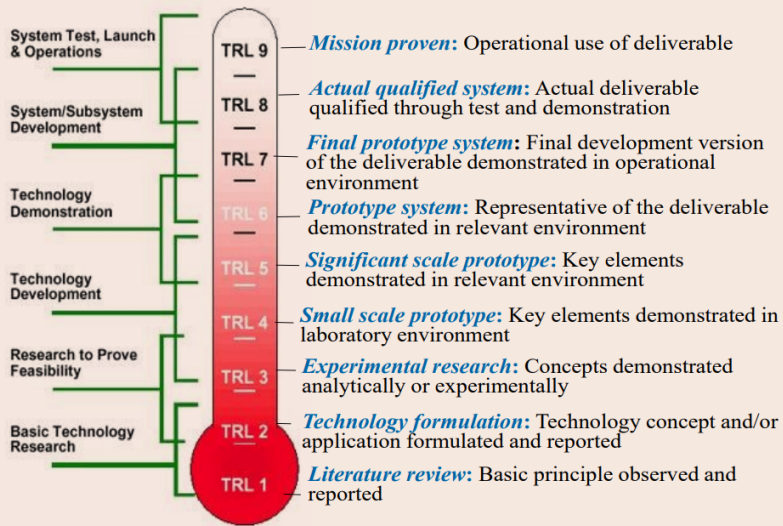 System Test, Launch
& Operations
System/Subsystem
Development
Technology
Demonstration
Technology
Development
Research to Prove
Feasibility
Basic Technology
Research
TRL 9
TRL 8
TRL 7
TRL 6
TRL 5
TRL 4
TRL 3
TRL 2
TRL 1
Mission proven: Operational use of deliverable
Actual qualified system: Actual deliverable
qualified through test and demonstration
Final prototype system: Final development version
of the deliverable demonstrated in operational
environment
Prototype system: Representative of the deliverable
demonstrated in relevant environment
Significant scale prototype: Key elements
demonstrated in relevant environment
Small scale prototype: Key elements demonstrated in
laboratory environment
Experimental research: Concepts demonstrated
analytically or experimentally
Technology formulation: Technology concept and/or
application formulated and reported
Literature review: Basic principle observed and
reported